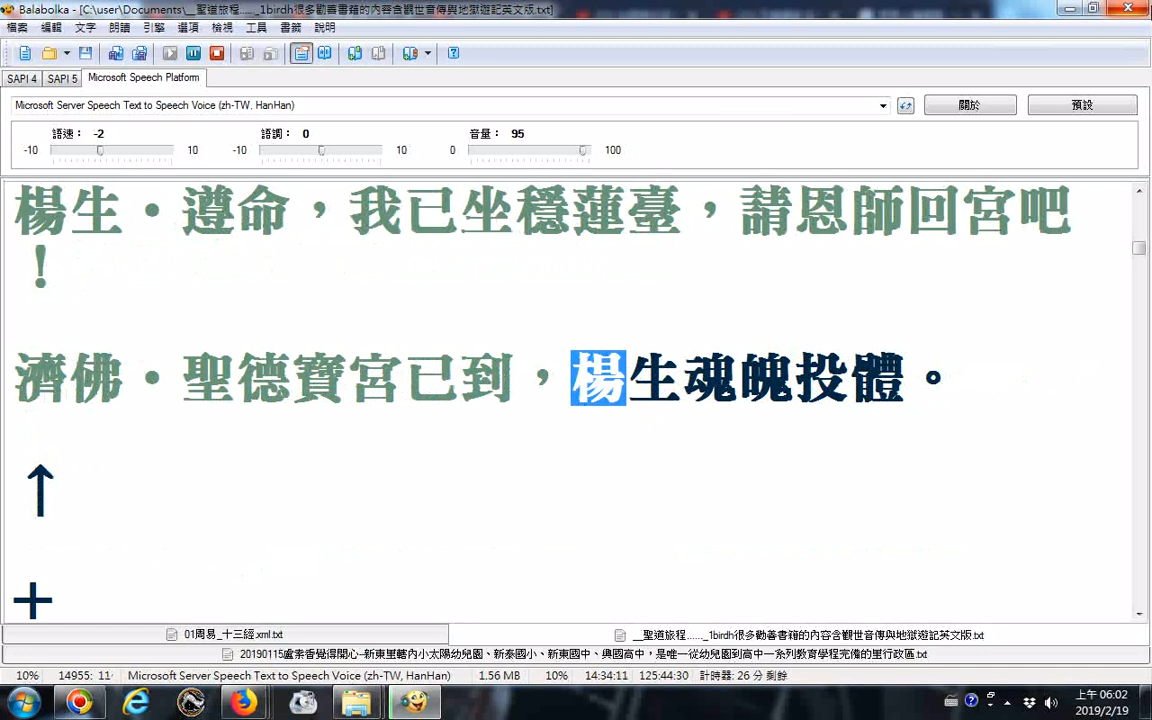 Balabolka - [C:\user\Documents\__聖道旅程......_1birdh很多勸善書籍的內容含觀世音傳與地獄遊記英文版.txt]
檔案 編輯 文字 朗讀 引擎 選項 檢視 工具 書籤 說明
SAPI 4 SAPI 5 Microsoft Speech Platform
Microsoft Server Speech Text to Speech Voice (zh-TW, HanHan) 關於 預設
語速： -2 語調： 0 音量： 95
-10 10 -10 10 0 100
楊生・遵命，我已坐穩蓮臺，請恩師回宮吧
！
濟佛・聖德寶宮已到，楊生魂魄投體。
↑
＋
01周易_十三經.xml.txt __聖道旅程......_1birdh很多勸善書籍的內容含觀世音傳與地獄遊記英文版.txt
20190115盧素香覺得開心-新東里轄內小太陽幼兒園、新泰國小、新東國中、典國高中，是唯一從幼兒園到高中一系列教育學程完備的里行政區.txt
10% 14955: 11 Microsoft Server Speech Text to Speech Voice (zh-TW, HanHan) 1.56 MB 10% 14:34:11 125:44:30 計時器: 26 分 剩餘
上午 06:02
2019/2/19